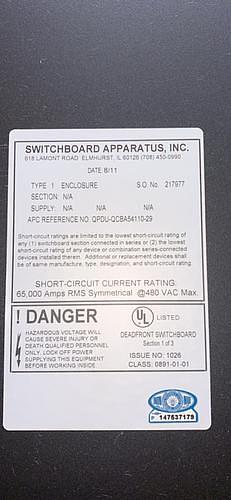 SWITCHBOARD APPARATUS, INC.
618 LAMONT ROAD ELMHURST, IL 60126 (708) 450-0990
DATE: 8/11
TYPE 1 ENCLOSURE S.O. No. 217977
SECTION: N/A
SUPPLY: N/A N/A N/A
APC REFERENCE NO. QPDU-QCBA54110-29
Short-circuit ratings are limited to the lowest short-circuit rating of
any (1) switchboard section connected in series or (2) the lowest
short-circuit rating of any device or combination series-connected
devices installed therein. Additional or replacement devices shall
be of same manufacture, type, designation, and short-circuit rating.
SHORT-CIRCUIT CURRENT RATING:
65,000 Amps RMS Symmetrical @480 VAC Max.
! DANGER
HAZARDOUS VOLTAGE WILL
CAUSE SEVERE INJURY OR
DEATH QUALIFIED PERSONNEL
ONLY. LOCK OFF POWER
SUPPLYING THIS EQUIPMENT
BEFORE WORKING INSIDE.
UL LISTED
DEADFRONT SWITCHBOARD
Section 1 of 3
ISSUE NO: 1026
CLASS: 0891-01-01
P 147537179